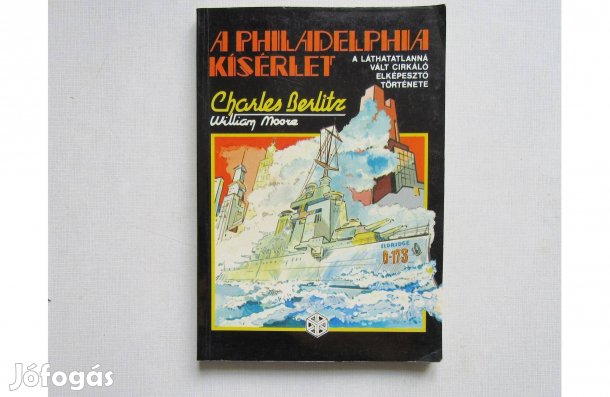 A PHILADELPHIA
KÍSÉRLET
A LÁTHATATLANNÁ
VÁLT CIRKÁLÓ
ELKÉPESZTŐ
TÖRTÉNETE
Charles Berlitz
William Moore
ELDRIDGE
D-173
Jófogás